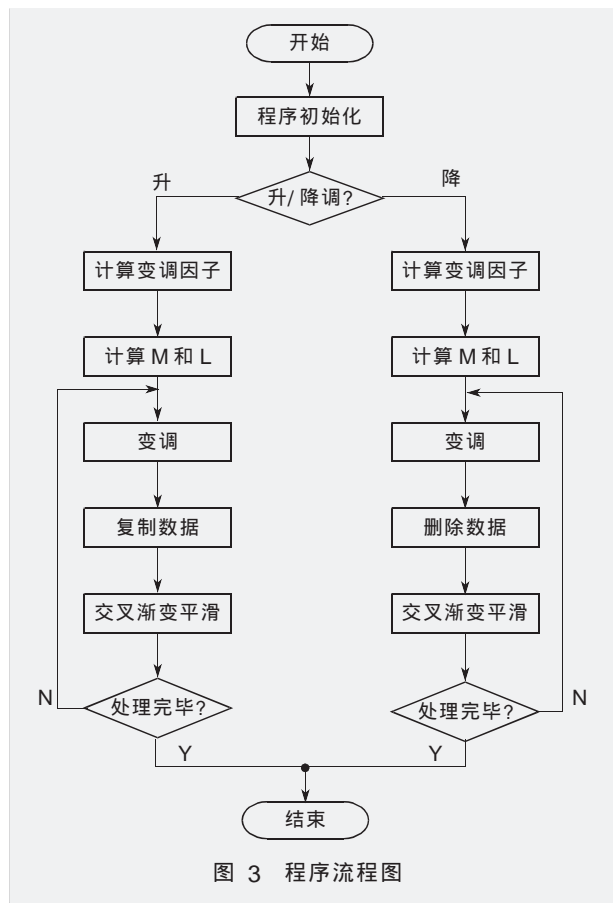 开始
程序初始化
升/降调?
升
降
计算变调因子
计算变调因子
计算 M 和 L
计算 M 和 L
变调
变调
复制数据
删除数据
交叉渐变平滑
交叉渐变平滑
处理完毕?
处理完毕?
N
N
Y
Y
结束
图 3 程序流程图